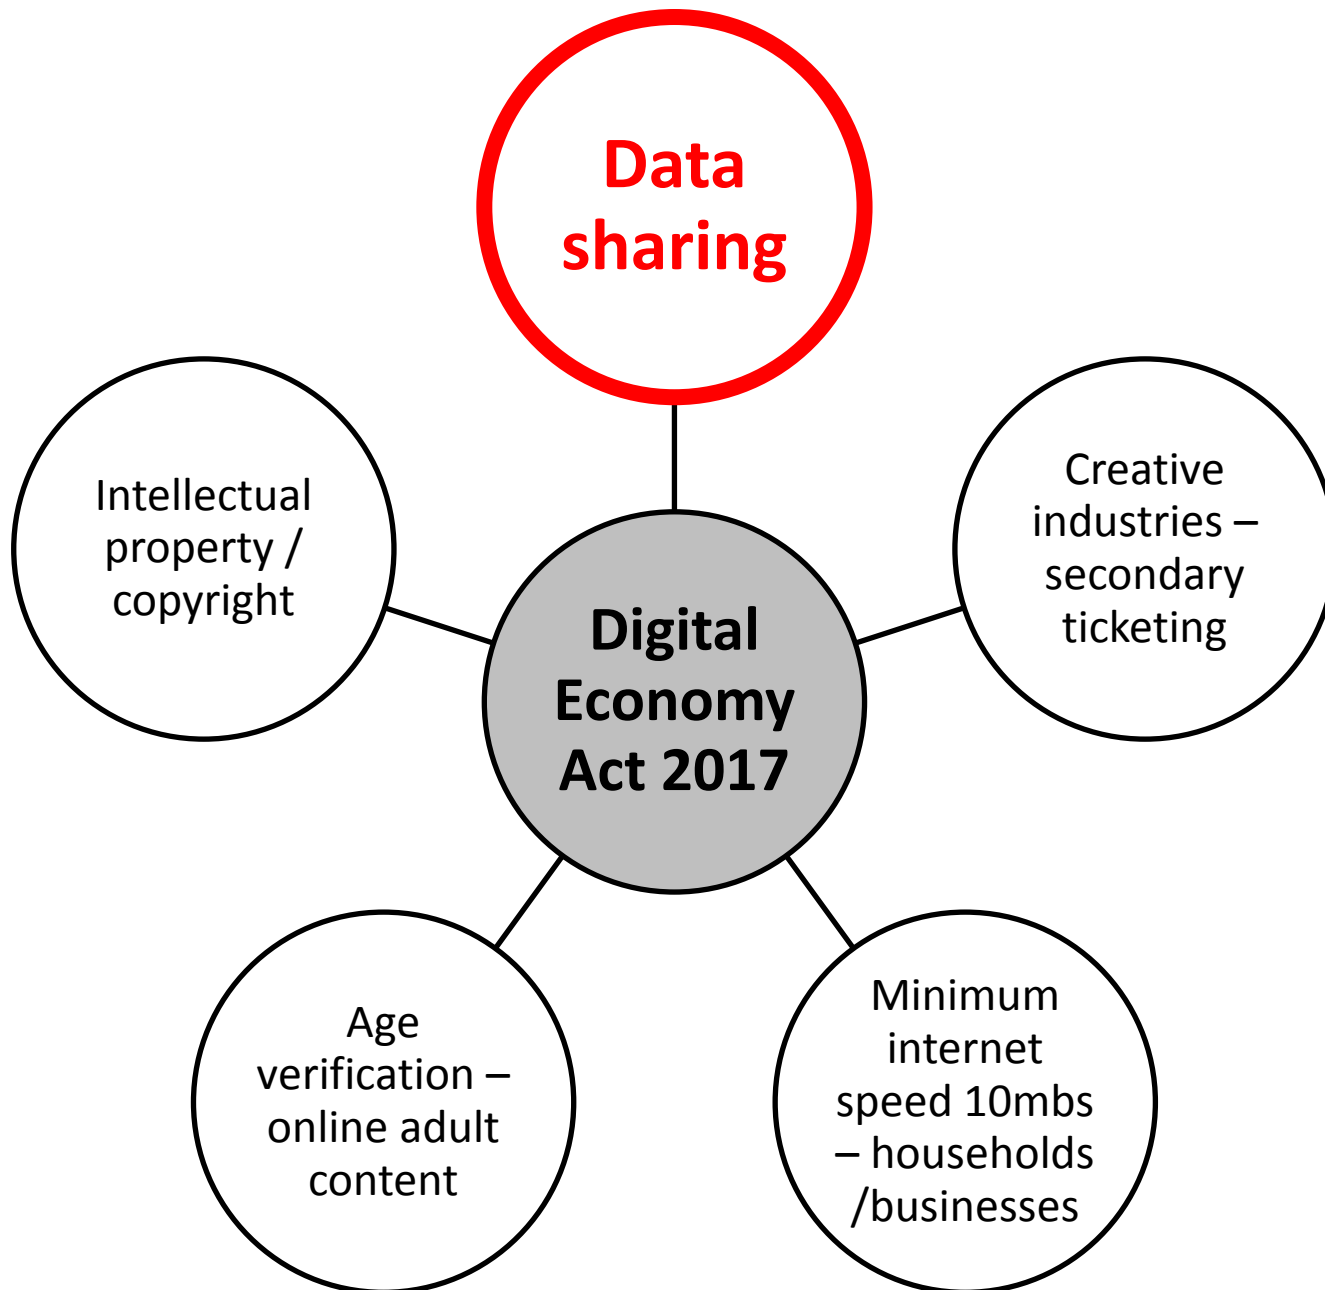 Data
sharing
Creative
industries –
secondary
ticketing
Minimum
internet
speed 10mbs
– households
/businesses
Age
verification –
online adult
content
Intellectual
property /
copyright
Digital
Economy
Act 2017